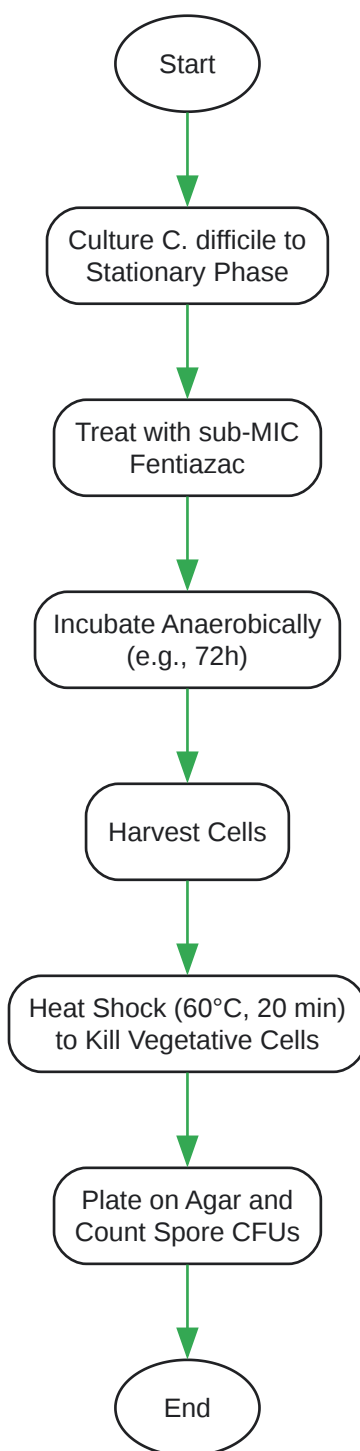 Start
Culture C. difficile to
Stationary Phase
Treat with sub-MIC
Fentiazac
Incubate Anaerobically
(e.g., 72h)
Harvest Cells
Heat Shock (60°C, 20 min)
to Kill Vegetative Cells
Plate on Agar and
Count Spore CFUs
End